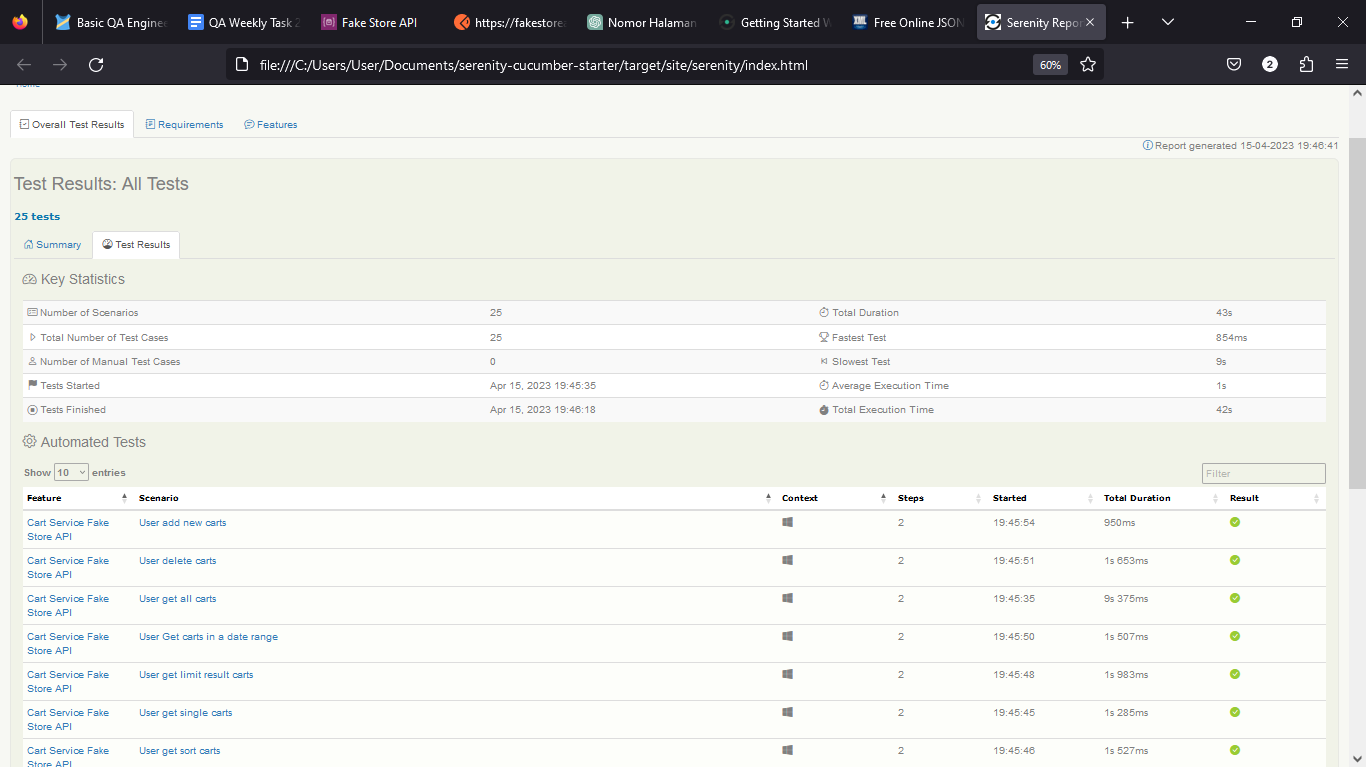 Basic QA Enginee
QA Weekly Task 2
Fake Store API
https://fakestorea
Nomor Halaman
Getting Started W
Free Online JSON
Serenity Repor
file:///C:/Users/User/Documents/serenity-cucumber-starter/target/site/serenity/index.html
60%
2
Home
Overall Test Results
Requirements
Features
Report generated 15-04-2023 19:46:41
Test Results: All Tests
25 tests
Summary
Test Results
Key Statistics
Number of Scenarios 25 Total Duration 43s
Total Number of Test Cases 25 Fastest Test 854ms
Number of Manual Test Cases 0 Slowest Test 9s
Tests Started Apr 15, 2023 19:45:35 Average Execution Time 1s
Tests Finished Apr 15, 2023 19:46:18 Total Execution Time 42s
Automated Tests
Show 10 entries
Filter
Feature Scenario Context Steps Started Total Duration Result
Cart Service Fake User add new carts 2 19:45:54 950ms
Store API
Cart Service Fake User delete carts 2 19:45:51 1s 653ms
Store API
Cart Service Fake User get all carts 2 19:45:35 9s 375ms
Store API
Cart Service Fake User Get carts in a date range 2 19:45:50 1s 507ms
Store API
Cart Service Fake User get limit result carts 2 19:45:48 1s 983ms
Store API
Cart Service Fake User get single carts 2 19:45:45 1s 285ms
Store API
Cart Service Fake User get sort carts 2 19:45:46 1s 527ms
Store API